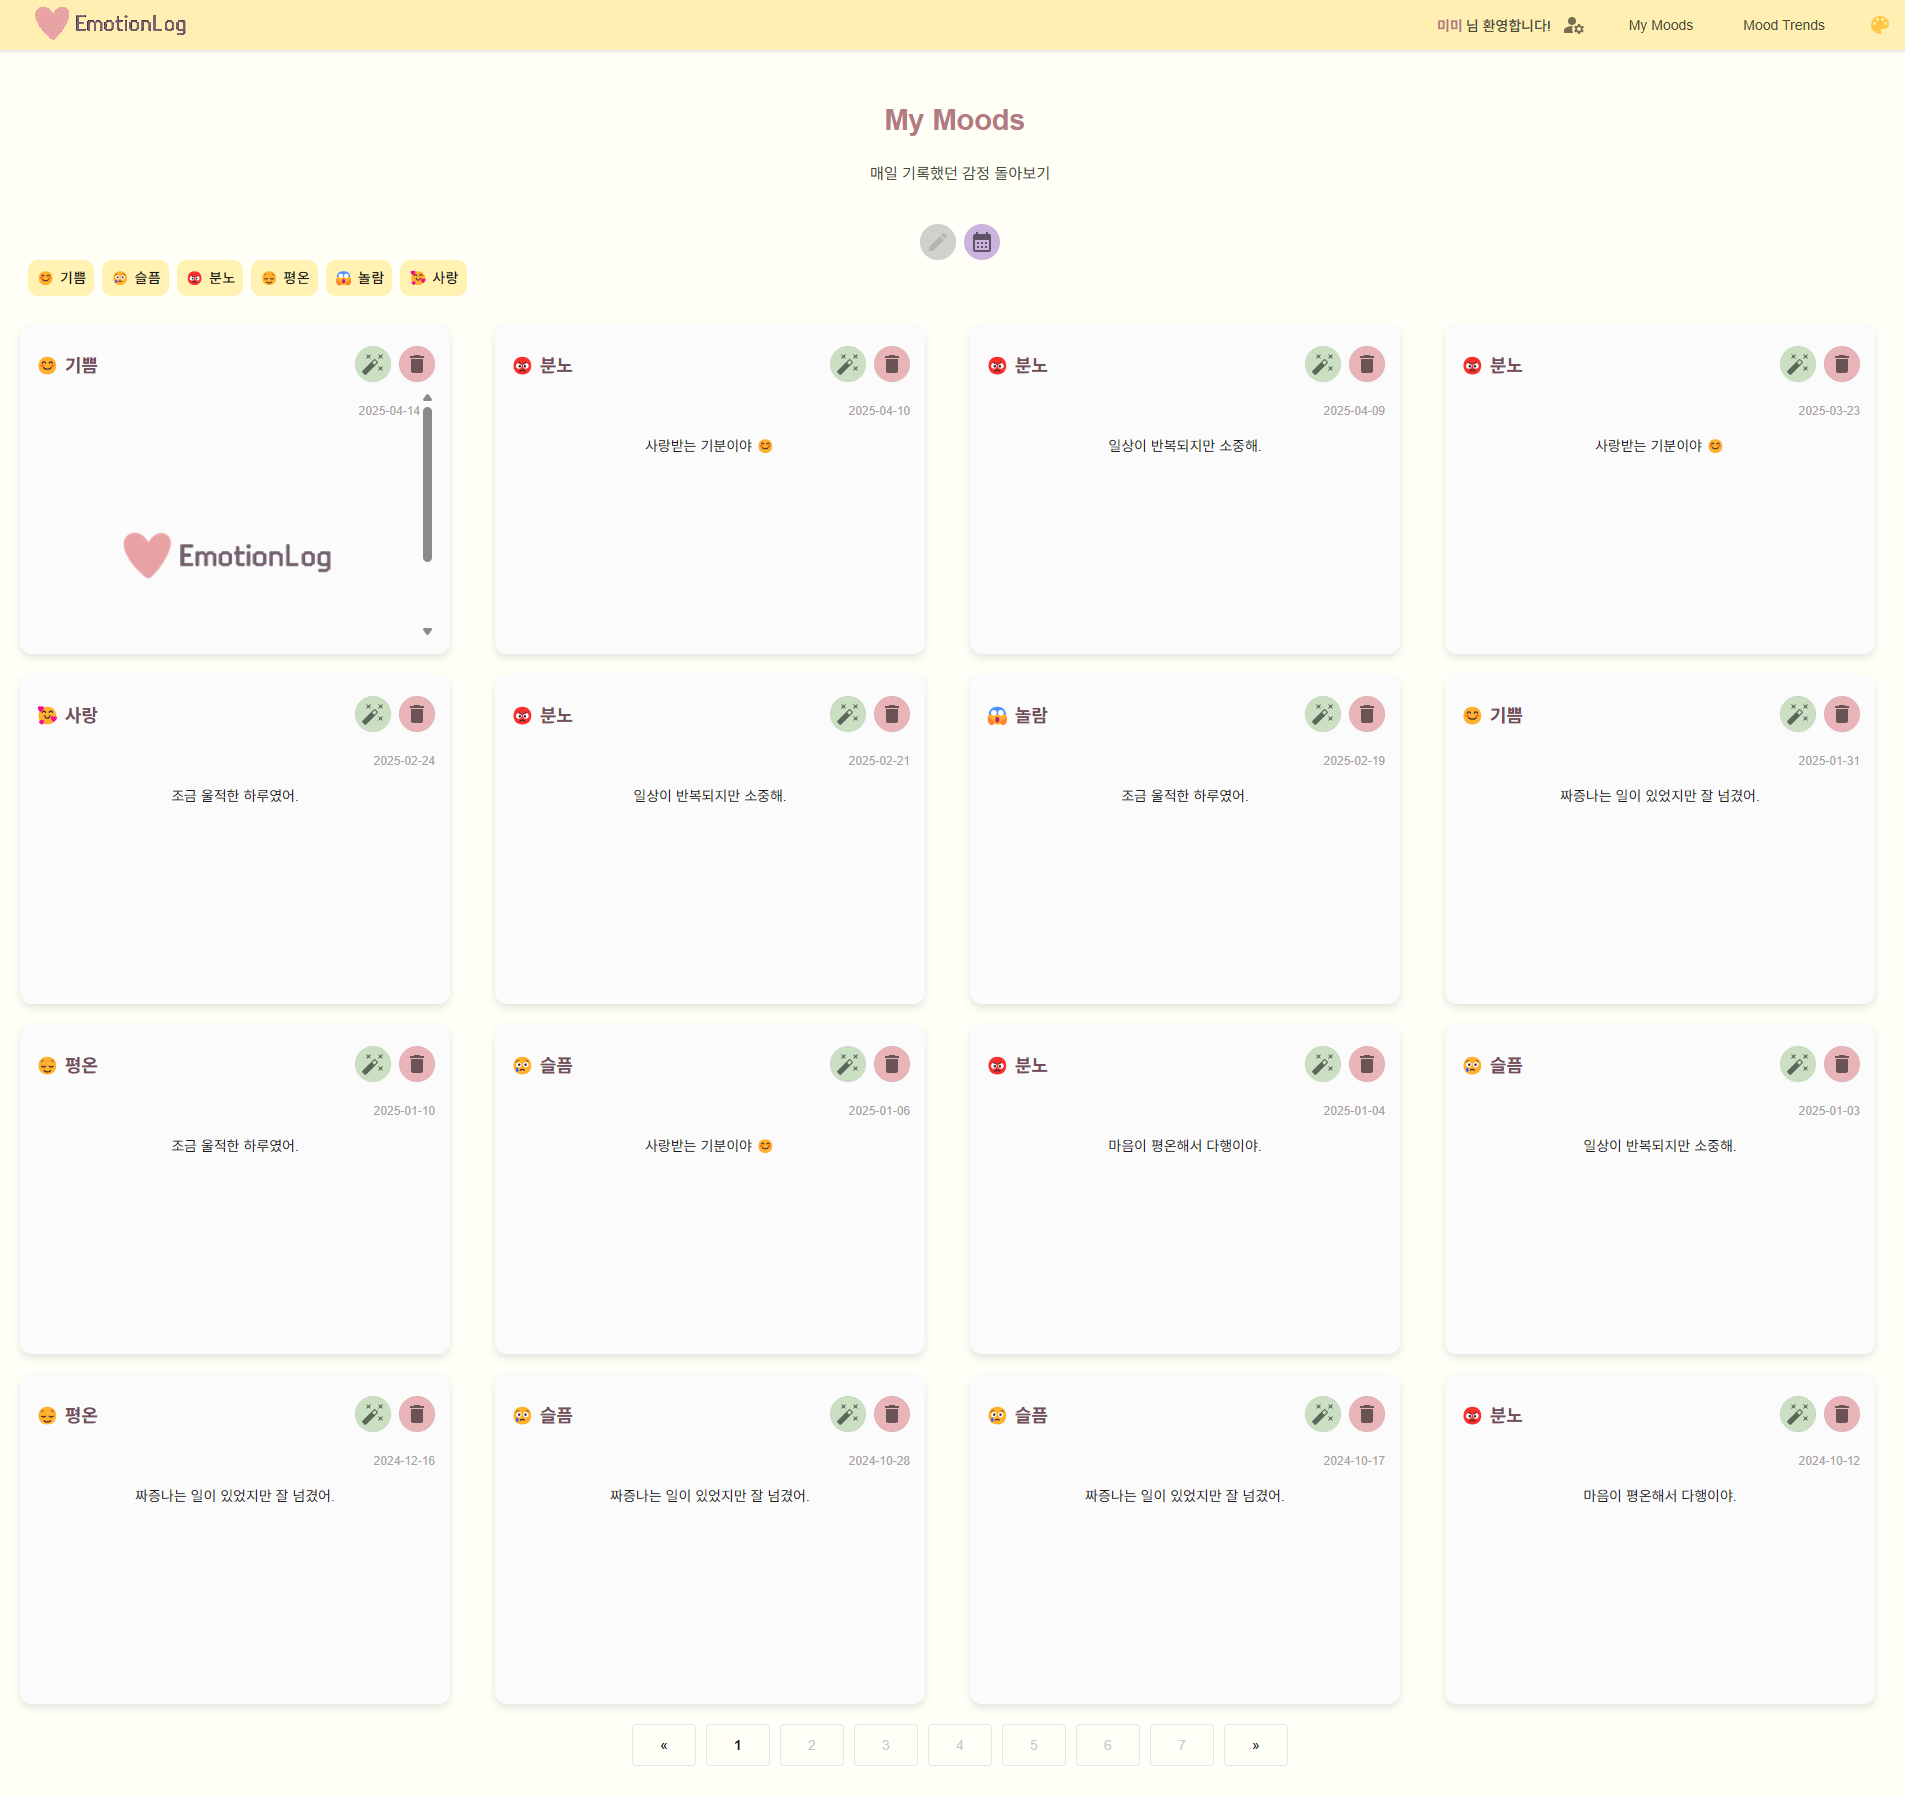 EmotionLog
미미 님 환영합니다!
My Moods
Mood Trends
My Moods
매일 기록했던 감정 돌아보기
😊 기쁨
😢 슬픔
😡 분노
😌 평온
😱 놀람
🥰 사랑
😊 기쁨
2025-04-14
EmotionLog
😡 분노
2025-04-10
사랑받는 기분이야 😊
😡 분노
2025-04-09
일상이 반복되지만 소중해.
😡 분노
2025-03-23
사랑받는 기분이야 😊
🥰 사랑
2025-02-24
조금 울적한 하루였어.
😡 분노
2025-02-21
일상이 반복되지만 소중해.
😱 놀람
2025-02-19
조금 울적한 하루였어.
😊 기쁨
2025-01-31
짜증나는 일이 있었지만 잘 넘겼어.
😌 평온
2025-01-10
조금 울적한 하루였어.
😢 슬픔
2025-01-06
사랑받는 기분이야 😊
😡 분노
2025-01-04
마음이 평온해서 다행이야.
😢 슬픔
2025-01-03
일상이 반복되지만 소중해.
😌 평온
2024-12-16
짜증나는 일이 있었지만 잘 넘겼어.
😢 슬픔
2024-10-28
짜증나는 일이 있었지만 잘 넘겼어.
😢 슬픔
2024-10-17
짜증나는 일이 있었지만 잘 넘겼어.
😡 분노
2024-10-12
마음이 평온해서 다행이야.
« 1 2 3 4 5 6 7 »